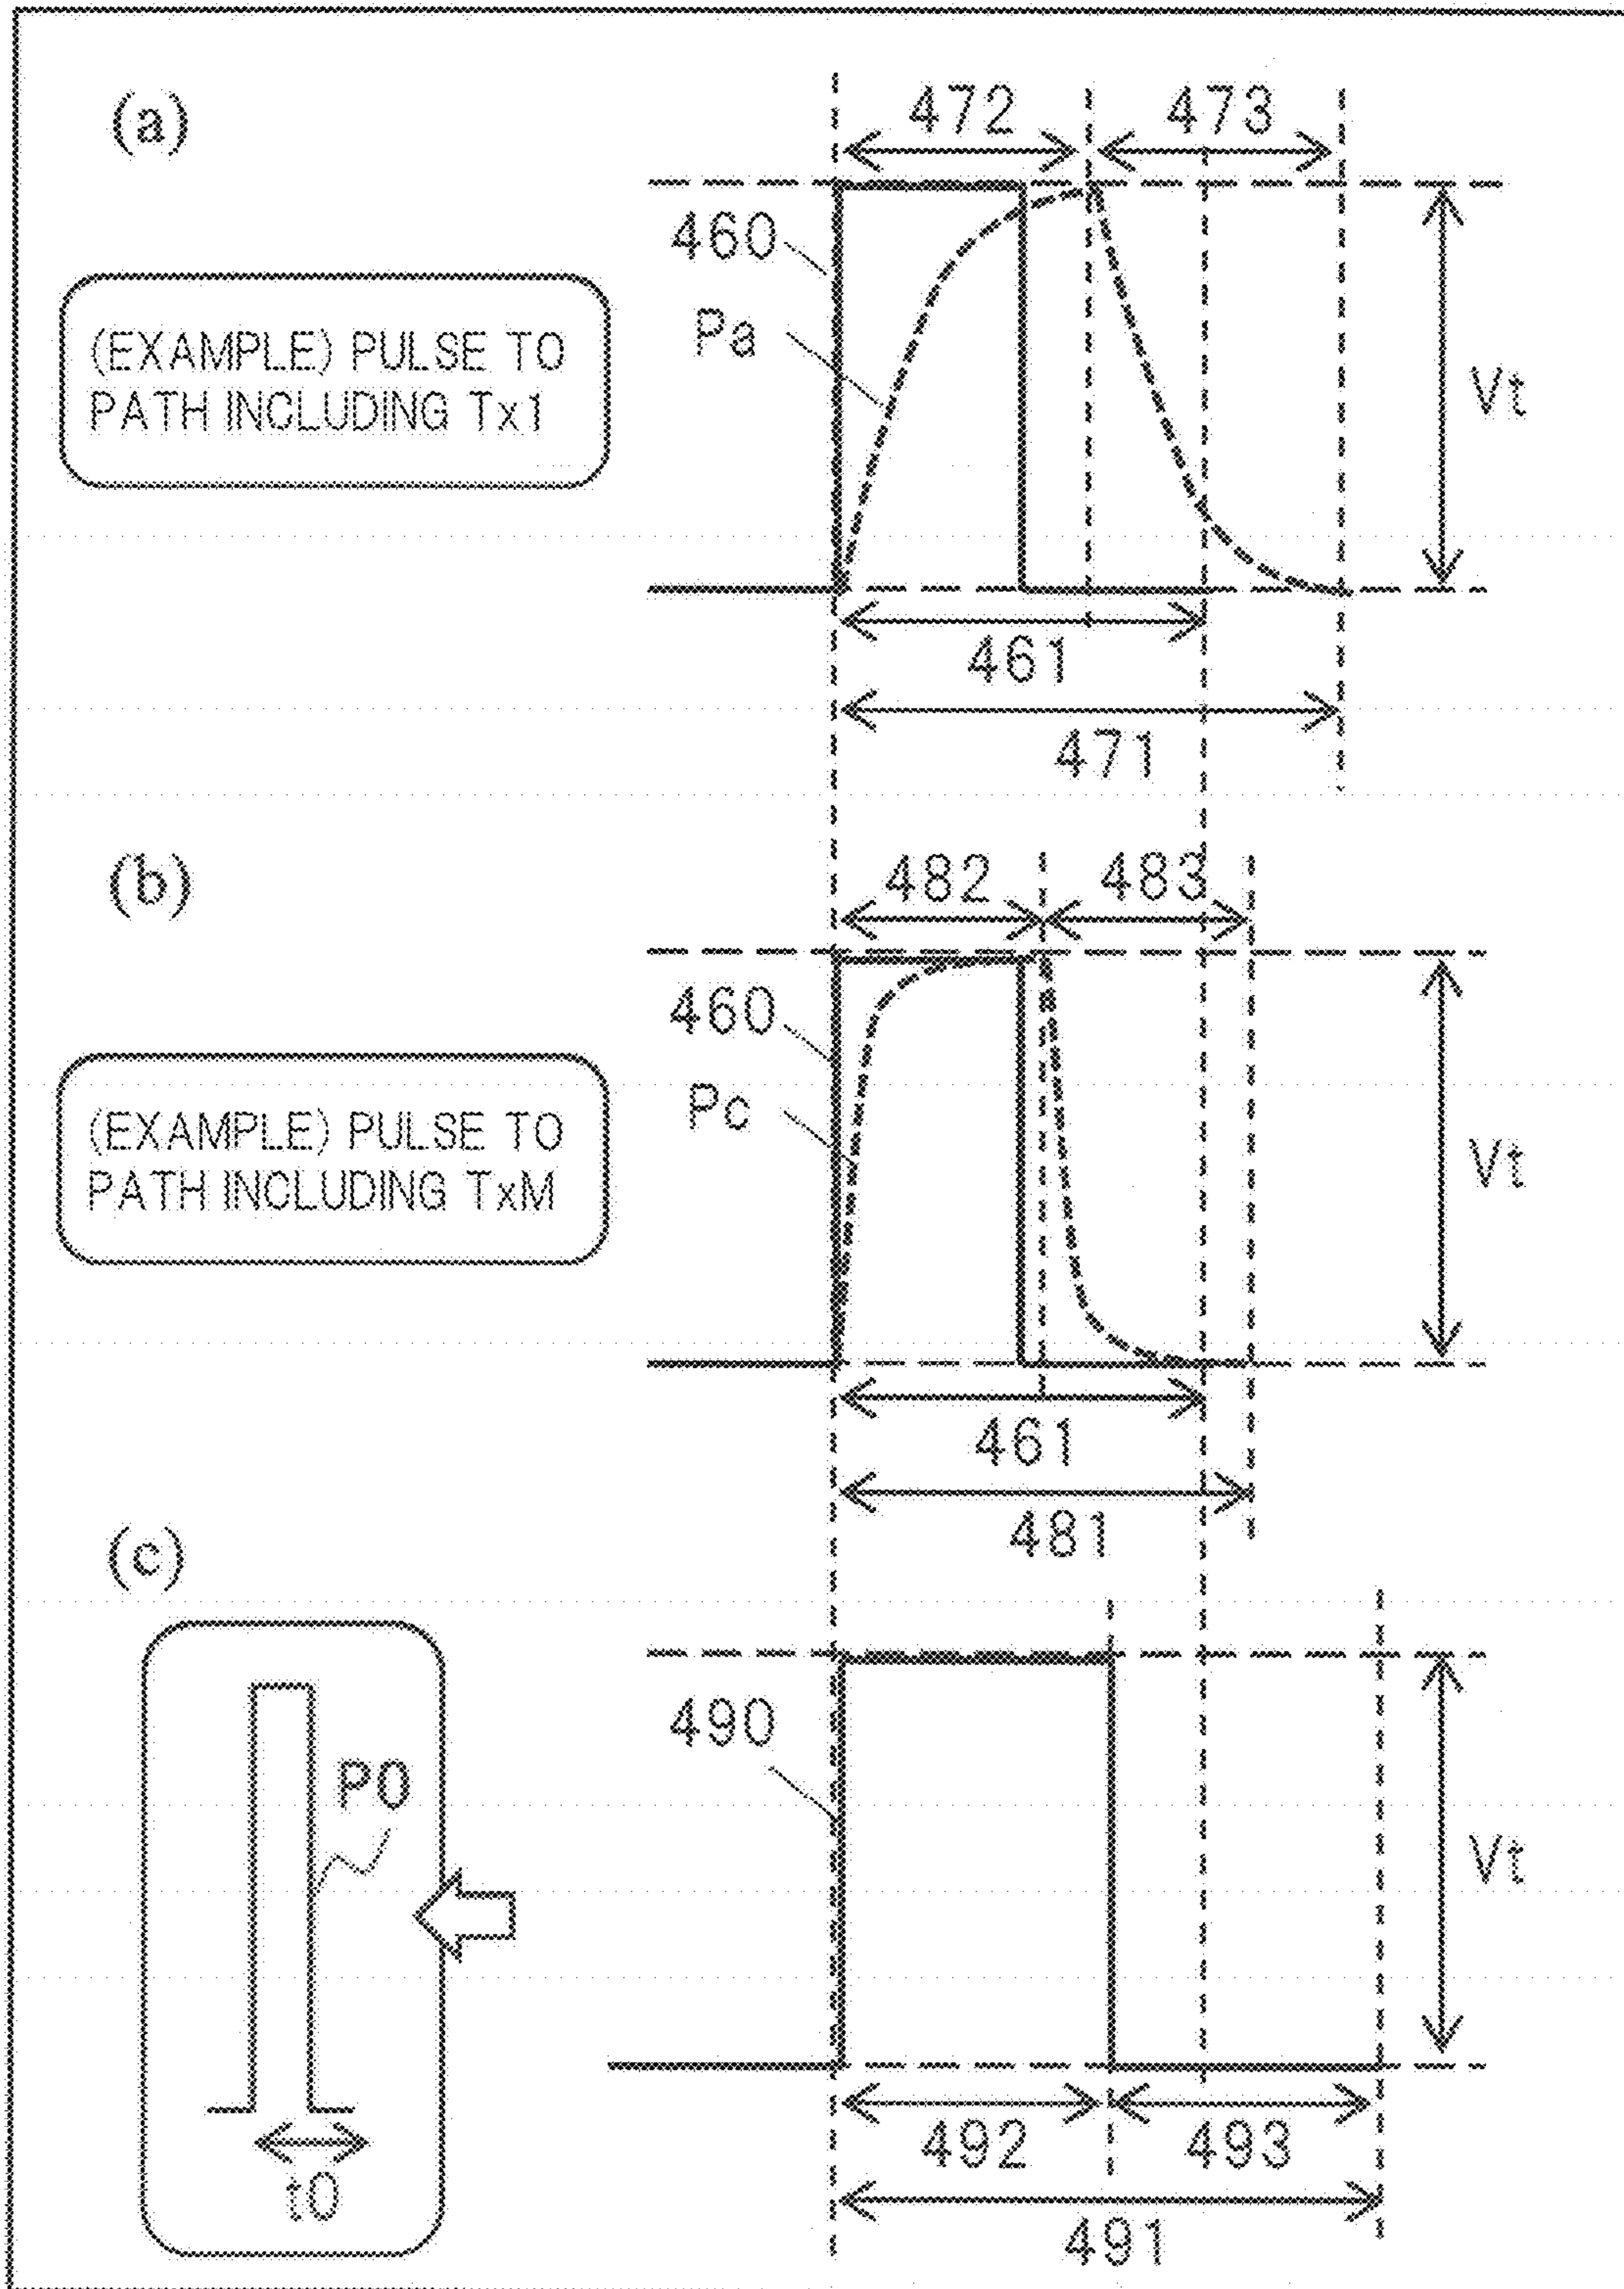 (a)
472
473
460
Pa
(EXAMPLE) PULSE TO
PATH INCLUDING Tx1
Vt
461
471
(b)
482
483
460
Pc
(EXAMPLE) PULSE TO
PATH INCLUDING TxM
Vt
461
481
(c)
490
P0
Vt
t0
492
493
491